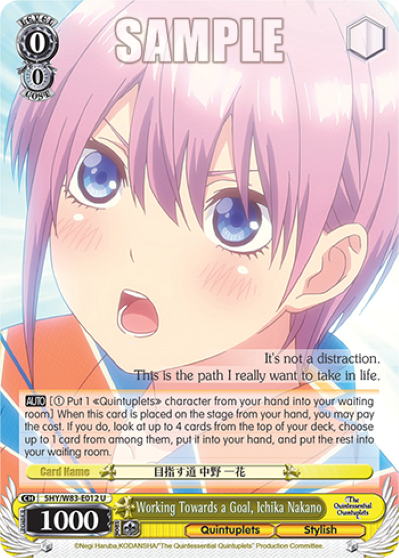 LEVEL
0
0
COST
SAMPLE
It's not a distraction.
This is the path I really want to take in life.
AUTO [① Put 1 «Quintuplets» character from your hand into your waiting
room] When this card is placed on the stage from your hand, you may pay
the cost. If you do, look at up to 4 cards from the top of your deck, choose
up to 1 card from among them, put it into your hand, and put the rest
into your waiting room.
Card Name
目指す道 中野 一花
CH
5HY/W83-E012 U
POWER
1000
Working Towards a Goal, Ichika Nakano
The Quintessential Quintuplets
Quintuplets
Stylish
©Negi Haruba,KODANSHA/"The Quintessential Quintuplets" Production Committee.